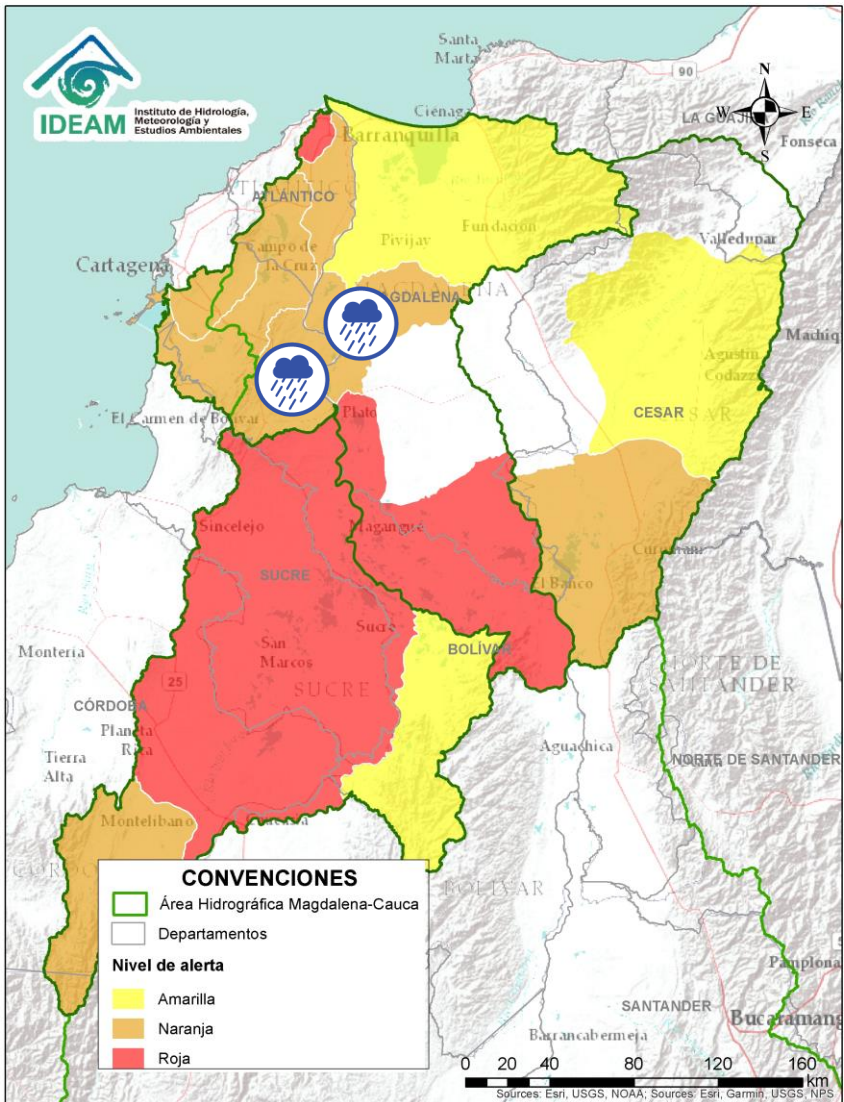 IDEAM
Instituto de Hidrología,
Meteorología y
Estudios Ambientales
Santa
Marta
90
N
W
E
S
LA GUAJIRA
Fonseca
Ciénaga
Barranquilla
ATLÁNTICO
Fundación
Pivijay
Valledupar
Campo de
la Cruz
Cartagena
MAGDALENA
Agustín
Codazzi
CESAR
El Carmen de Bolívar
Plato
Sincelejo
Magangue
SUCRE
El Banco
Sucre
San
Marcos
BOLÍVAR
SUCRE
Montería
25
NORTE DE
SANTANDER
CÓRDOBA
Planeta
Rica
Aguachica
Tierra
Alta
NORTE DE SANTANDER
Montelibano
BOLÍVAR
CONVENCIONES
Área Hidrográfica Magdalena-Cauca
Departamentos
Nivel de alerta
Amarilla
Naranja
Roja
Pamplona
SANTANDER
Barrancabermeja
0 20 40 80 120 160
km
Sources: Esri, USGS, NOAA; Sources: Esri, Garmin, USGS, NPS